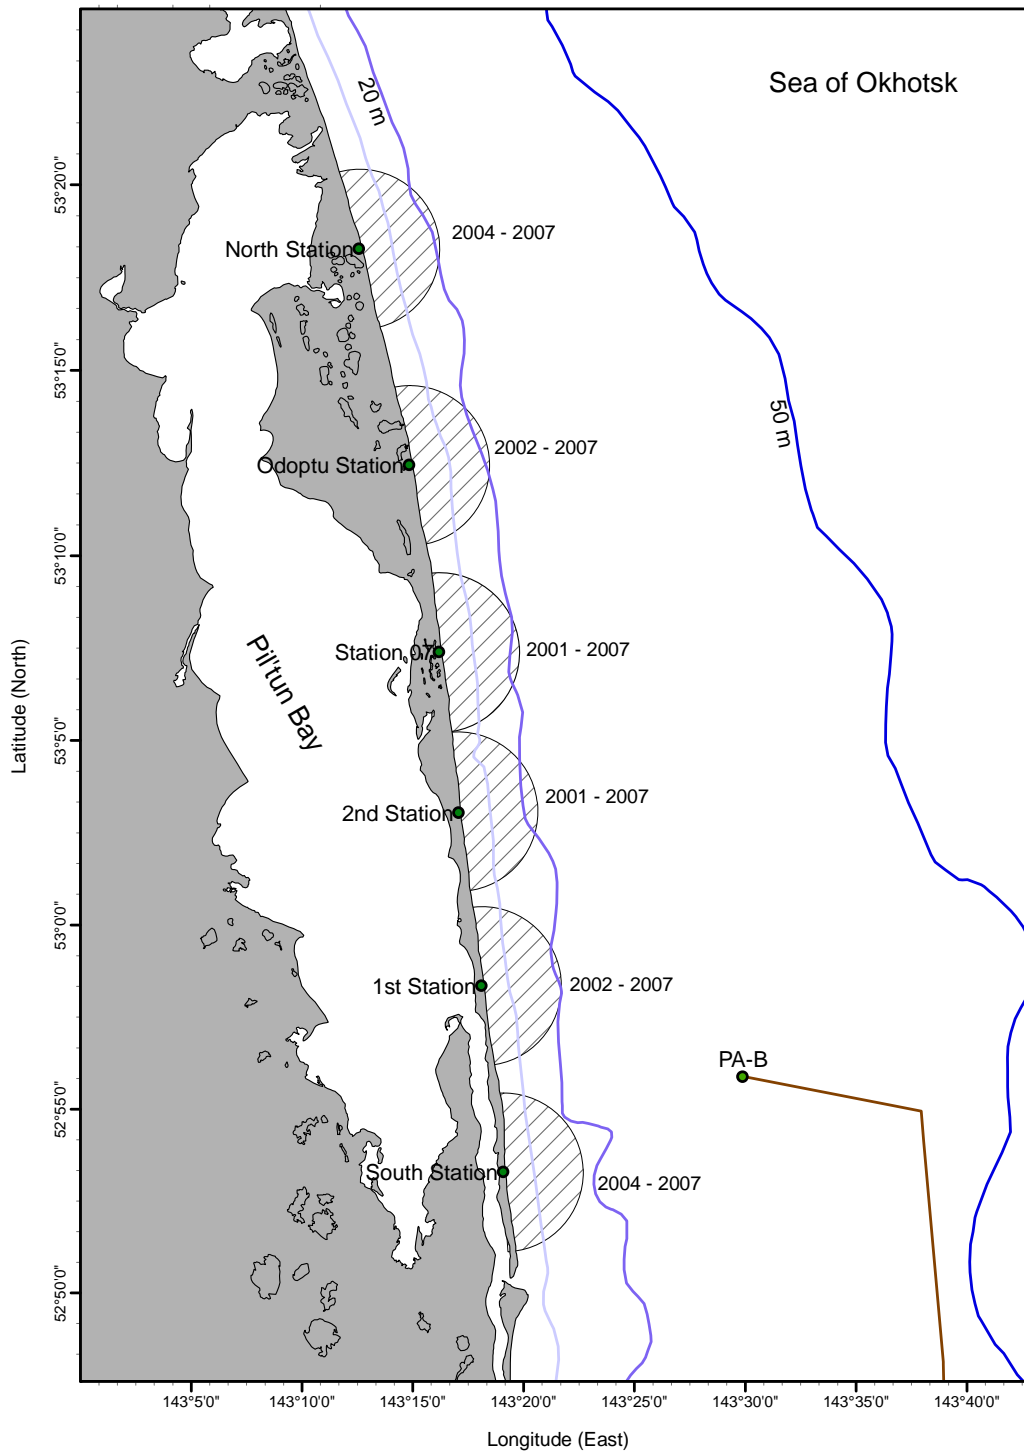 Sea of Okhotsk
20 m
53°20'0"
2004 - 2007
North Station
53°15'0"
50 m
2002 - 2007
Odoptu Station
53°10'0"
Station 07
2001 - 2007
Pil'tun Bay
Latitude (North)
53°5'0"
2001 - 2007
2nd Station
53°0'0"
1st Station
2002 - 2007
PA-B
52°55'0"
South Station
2004 - 2007
52°50'0"
143°5'0" 143°10'0" 143°15'0" 143°20'0" 143°25'0" 143°30'0" 143°35'0" 143°40'0"
Longitude (East)